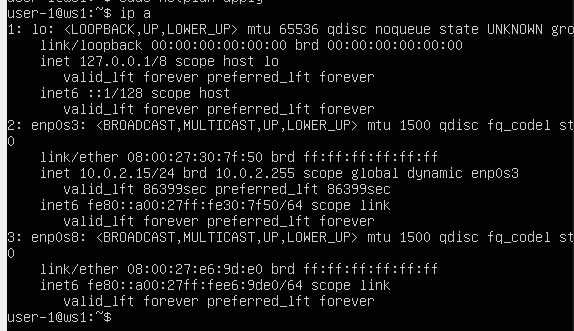 user-1@ws1:~$ sudo netplan apply
user-1@ws1:~$ ip a
1: lo: <LOOPBACK,UP,LOWER_UP> mtu 65536 qdisc noqueue state UNKNOWN gro
    link/loopback 00:00:00:00:00:00 brd 00:00:00:00:00:00
    inet 127.0.0.1/8 scope host lo
       valid_lft forever preferred_lft forever
    inet6 ::1/128 scope host
       valid_lft forever preferred_lft forever
2: enp0s3: <BROADCAST,MULTICAST,UP,LOWER_UP> mtu 1500 qdisc fq_codel st
0
    link/ether 08:00:27:30:7f:50 brd ff:ff:ff:ff:ff:ff
    inet 10.0.2.15/24 brd 10.0.2.255 scope global dynamic enp0s3
       valid_lft 86399sec preferred_lft 86399sec
    inet6 fe80::a00:27ff:fe30:7f50/64 scope link
       valid_lft forever preferred_lft forever
3: enp0s8: <BROADCAST,MULTICAST,UP,LOWER_UP> mtu 1500 qdisc fq_codel st
0
    link/ether 08:00:27:e6:9d:e0 brd ff:ff:ff:ff:ff:ff
    inet6 fe80::a00:27ff:fee6:9de0/64 scope link
       valid_lft forever preferred_lft forever
user-1@ws1:~$